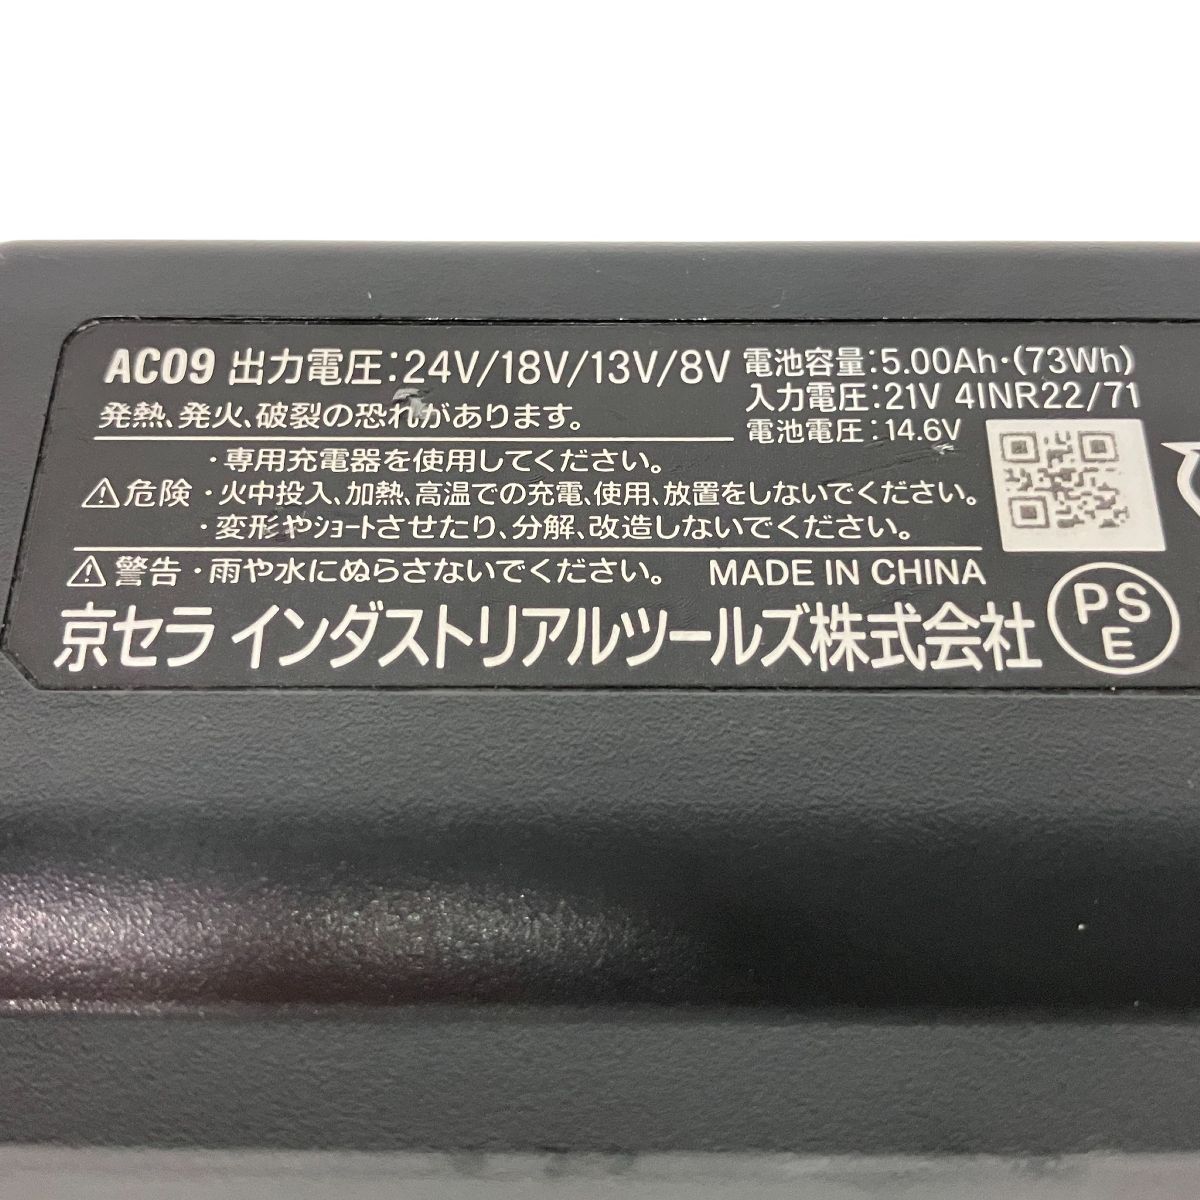 AC09 出力電圧:24V/18V/13V/8V
電池容量:5.00Ah・(73Wh)
入力電圧:21V 4INR22/71
電池電圧:14.6V
発熱、発火、破裂の恐れがあります。
・専用充電器を使用してください。
⚠危険・火中投入、加熱、高温での充電、使用、放置をしないでください。
・変形やショートさせたり、分解、改造しないでください。
⚠警告・雨や水にぬらさないでください。 MADE IN CHINA
京セラ インダストリアルツールズ株式会社
PSE